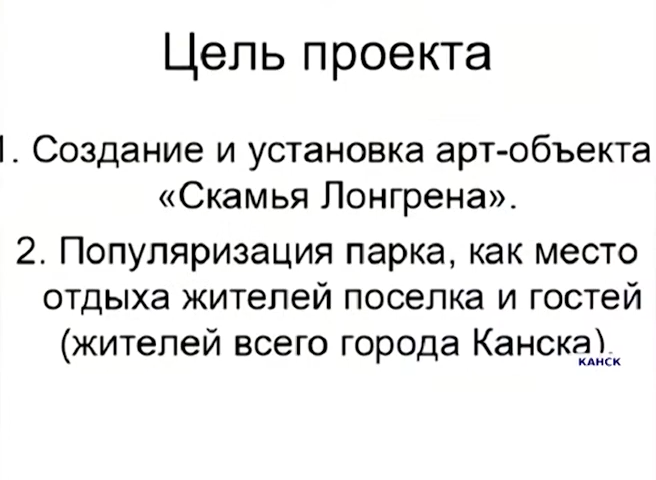 Цель проекта
1. Создание и установка арт-объекта
«Скамья Лонгрена».
2. Популяризация парка, как место
отдыха жителей поселка и гостей
(жителей всего города Канска).
КАНСК